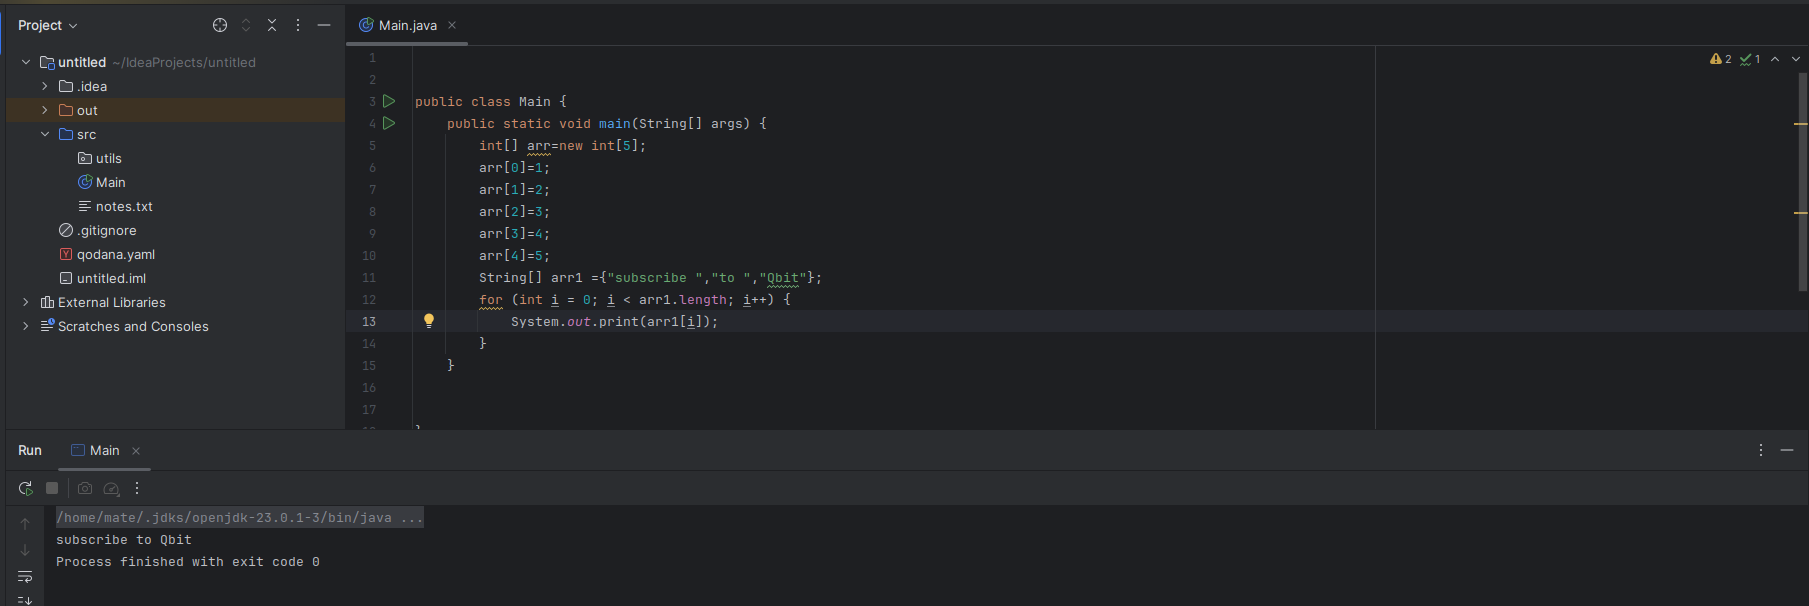 Project
Main.java
untitled ~/IdeaProjects/untitled
.idea
out
src
utils
Main
notes.txt
.gitignore
qodana.yaml
untitled.iml
External Libraries
Scratches and Consoles
2 1
1
2
3 public class Main {
4 public static void main(String[] args) {
5 int[] arr=new int[5];
6 arr[0]=1;
7 arr[1]=2;
8 arr[2]=3;
9 arr[3]=4;
10 arr[4]=5;
11 String[] arr1 ={"subscribe ","to ","Qbit"};
12 for (int i = 0; i < arr1.length; i++) {
13 System.out.print(arr1[i]);
14 }
15 }
16
17
Run Main
/home/mate/.jdks/openjdk-23.0.1-3/bin/java ...
subscribe to Qbit
Process finished with exit code 0